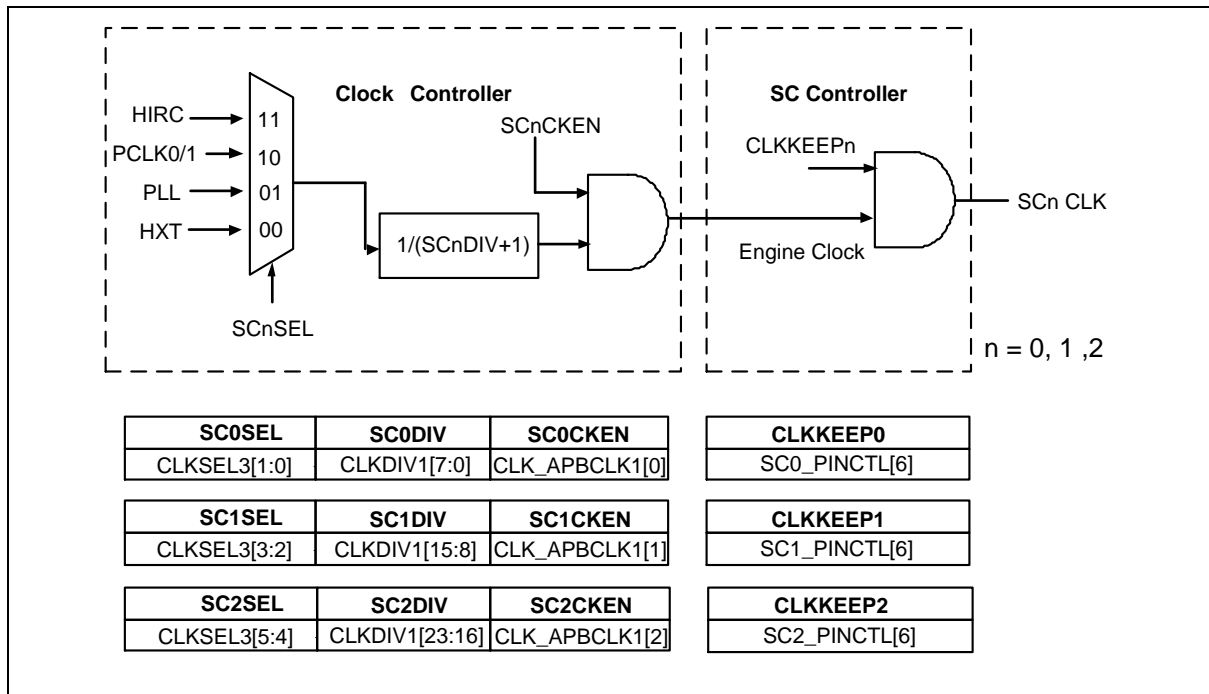 Clock Controller
SC Controller
HIRC
PCLK0/1
PLL
HXT
11
10
01
00
SCnSEL
1/(SCnDIV+1)
SCnCKEN
CLKKEEPn
Engine Clock
SCn CLK
n = 0, 1 ,2
SC0SEL SC0DIV SC0CKEN CLKKEEP0
CLKSEL3[1:0] CLKDIV1[7:0] CLK_APBCLK1[0] SC0_PINCTL[6]
SC1SEL SC1DIV SC1CKEN CLKKEEP1
CLKSEL3[3:2] CLKDIV1[15:8] CLK_APBCLK1[1] SC1_PINCTL[6]
SC2SEL SC2DIV SC2CKEN CLKKEEP2
CLKSEL3[5:4] CLKDIV1[23:16] CLK_APBCLK1[2] SC2_PINCTL[6]